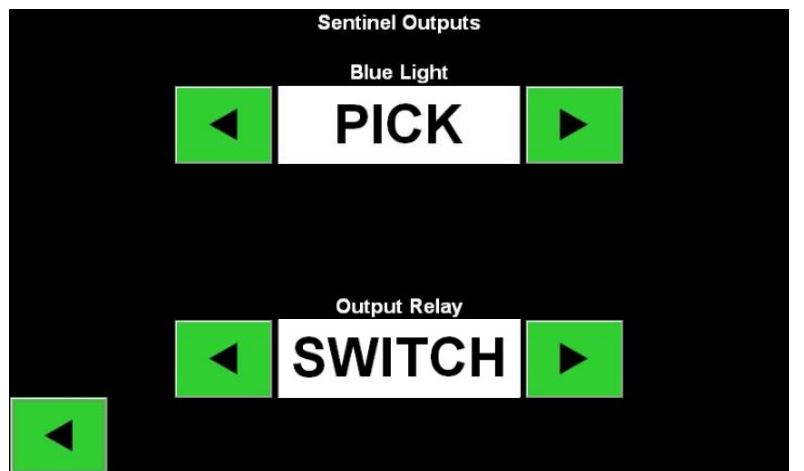 Sentinel Outputs
Blue Light
PICK
Output Relay
SWITCH